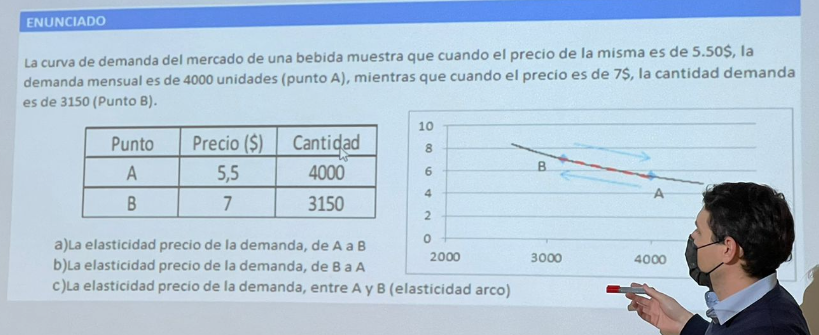 ENUNCIADO
La curva de demanda del mercado de una bebida muestra que cuando el precio de la misma es de 5.50$, la
demanda mensual es de 4000 unidades (punto A), mientras que cuando el precio es de 7$, la cantidad demanda
es de 3150 (Punto B).
Punto Precio ($) Cantidad
A 5,5 4000
B 7 3150
10
8
6
4
2
0
B
A
2000 3000 4000
a)La elasticidad precio de la demanda, de A a B
b)La elasticidad precio de la demanda, de B a A
c)La elasticidad precio de la demanda, entre A y B (elasticidad arco)